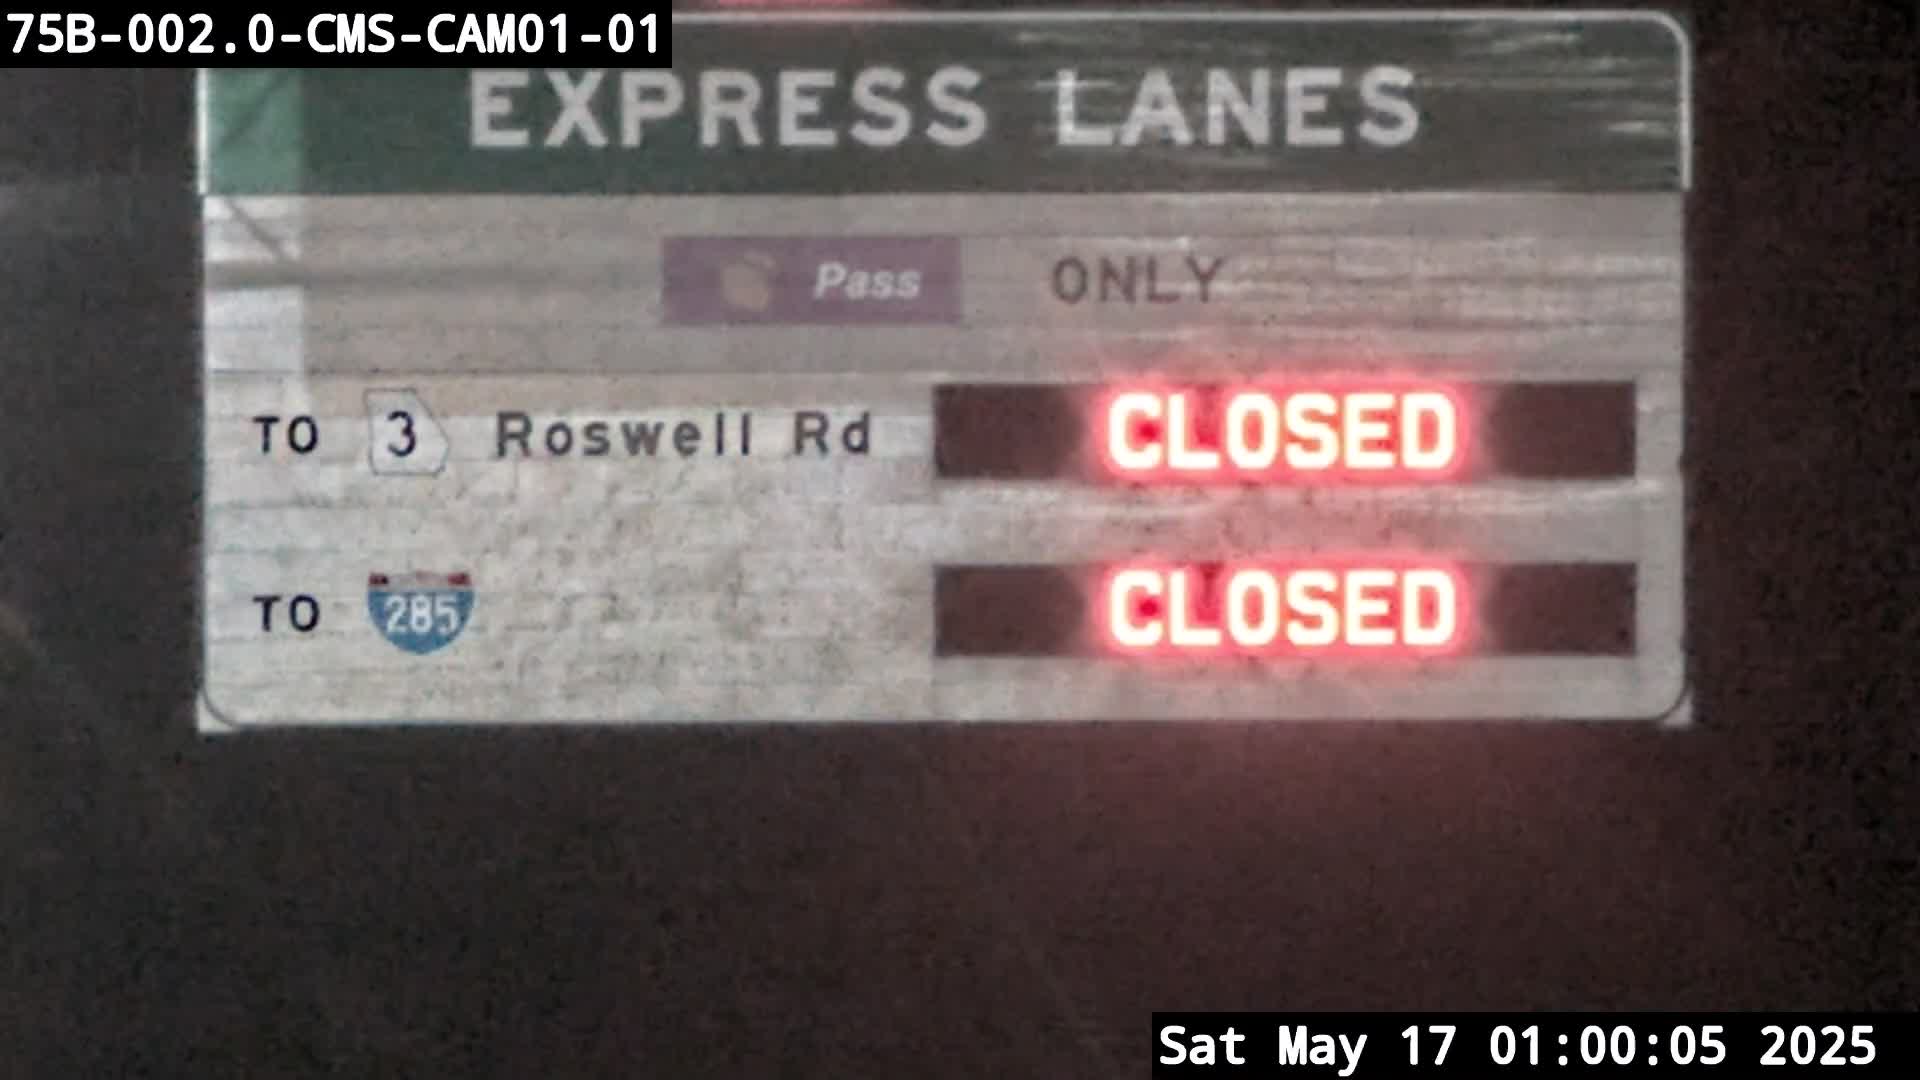 75B-002.0-CMS-CAM01-01
EXPRESS LANES
Pass ONLY
TO 3 Roswell Rd CLOSED
TO 285 CLOSED
Sat May 17 01:00:05 2025